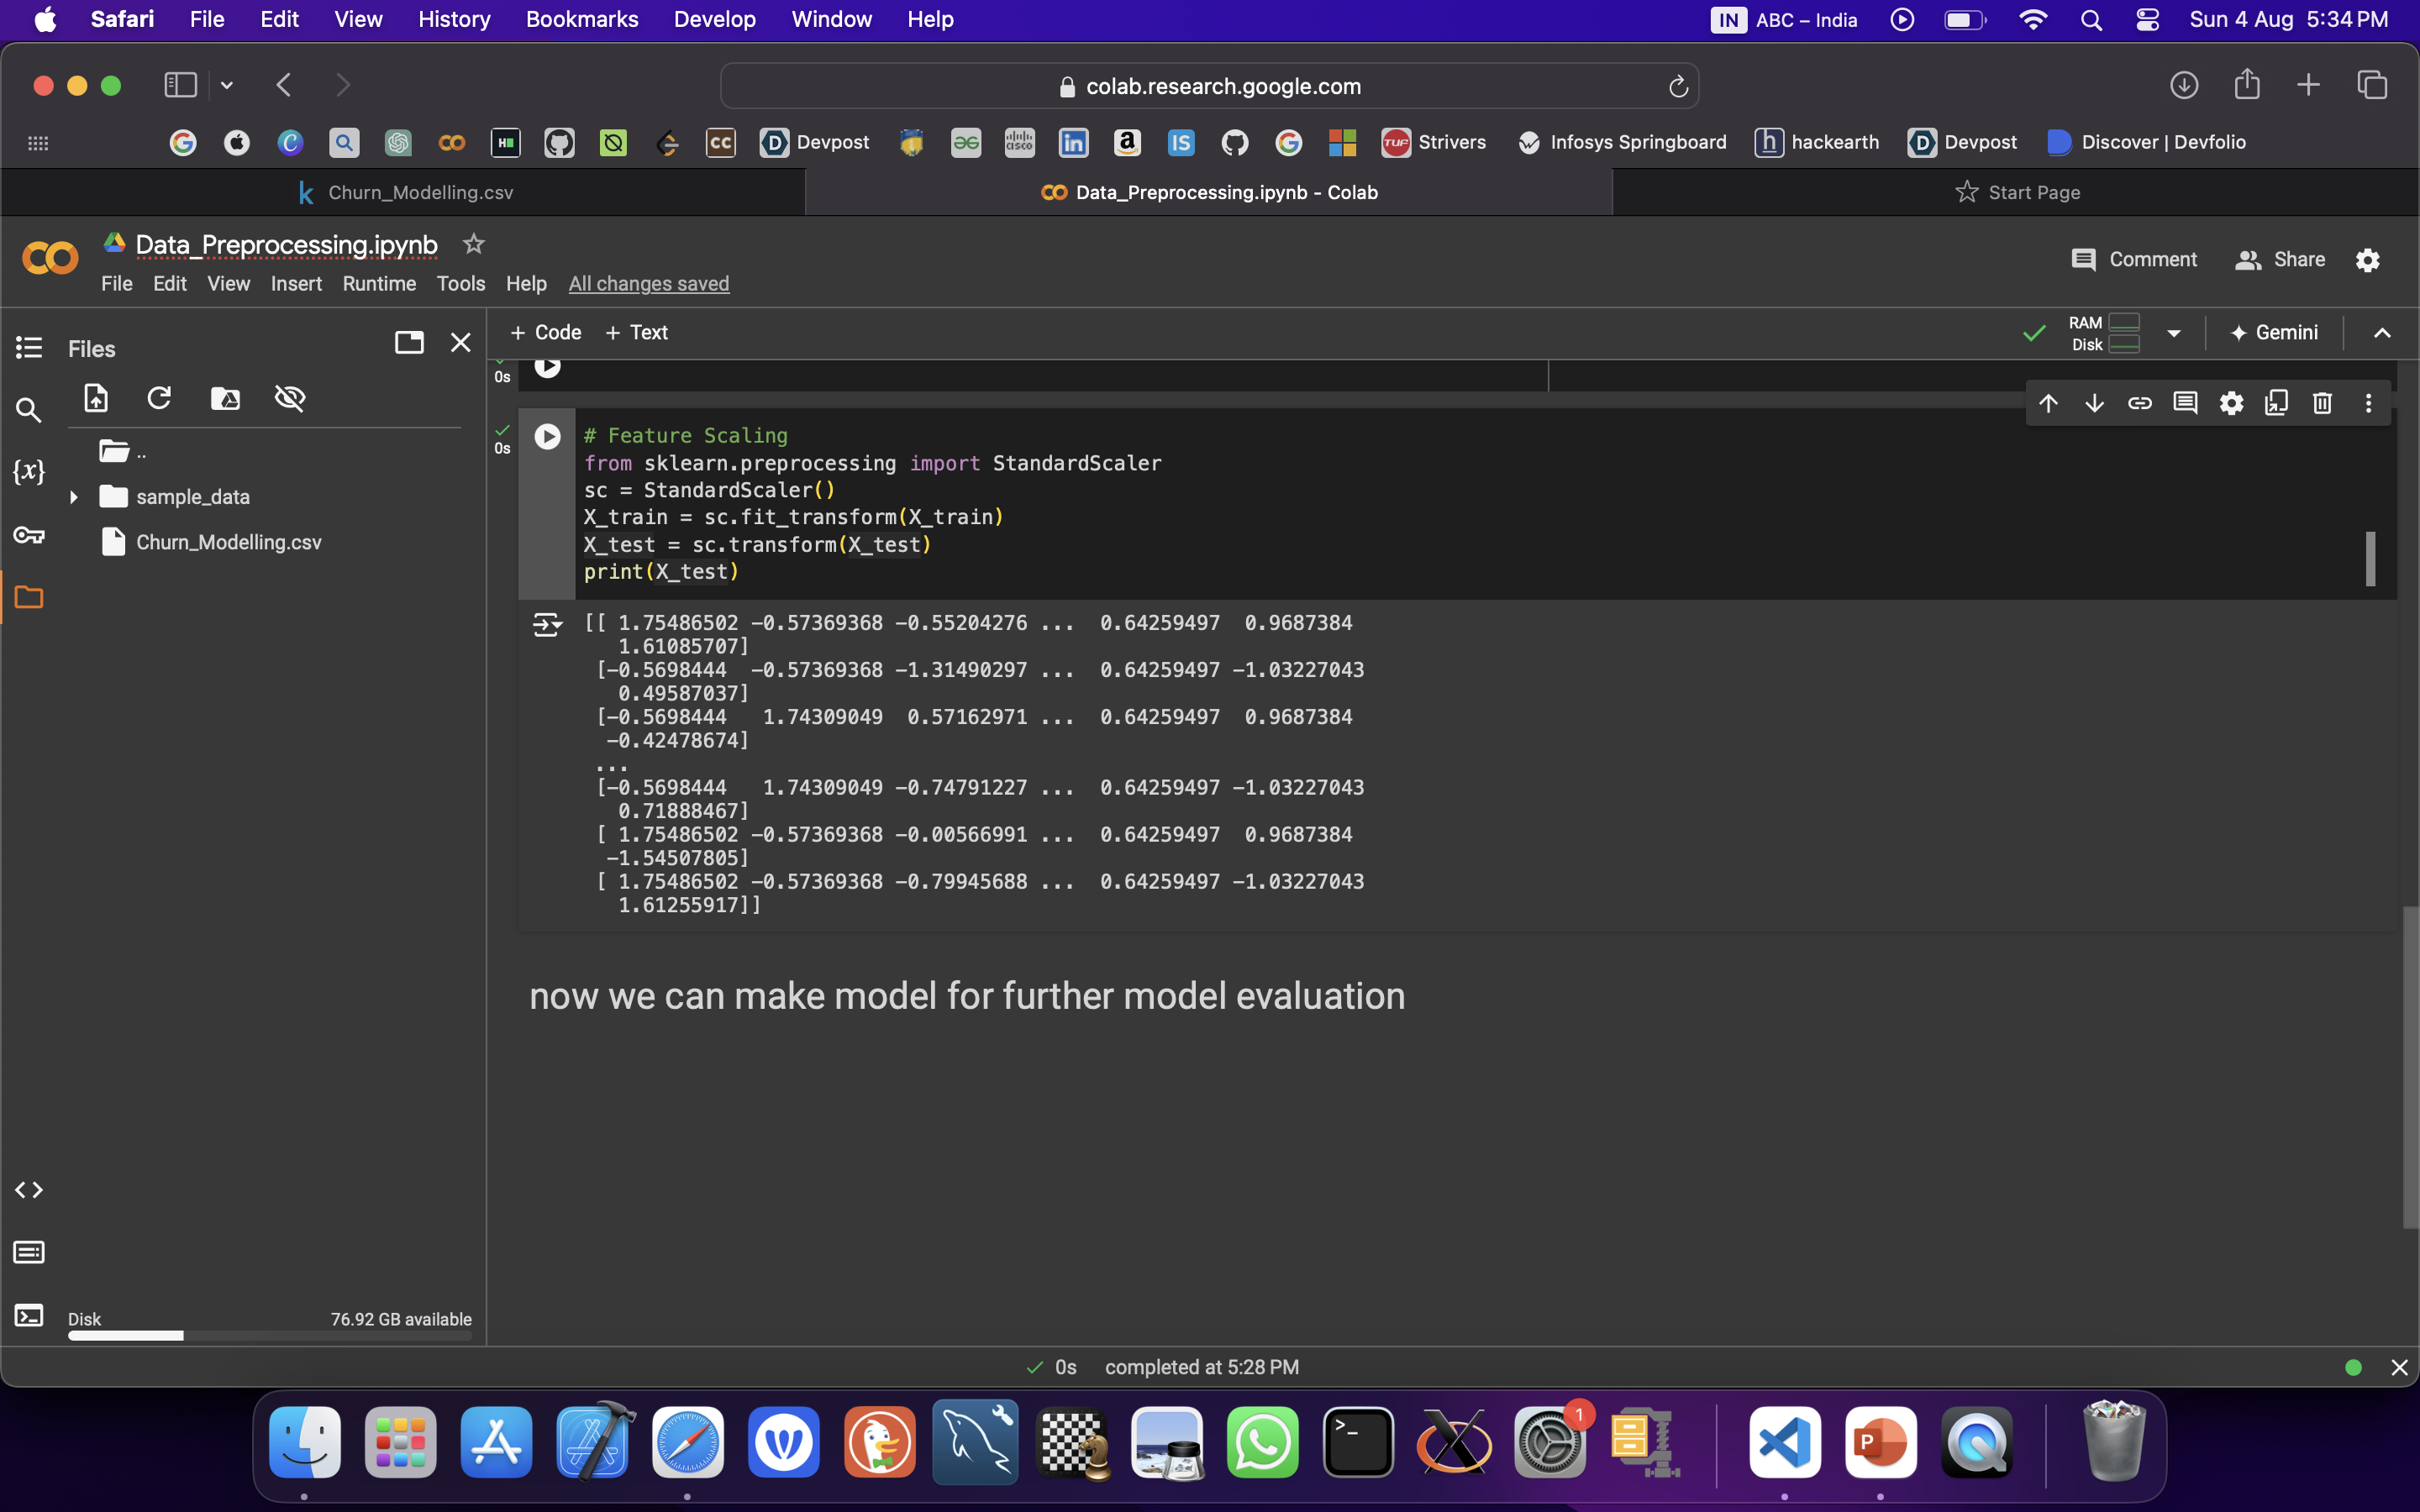 Safari File Edit View History Bookmarks Develop Window Help IN ABC – India Sun 4 Aug 5:34 PM
colab.research.google.com
Devpost Strivers Infosys Springboard hackearth Devpost Discover | Devfolio
Churn_Modelling.csv Data_Preprocessing.ipynb - Colab Start Page
Data_Preprocessing.ipynb
Comment Share
File Edit View Insert Runtime Tools Help All changes saved
Files
+ Code + Text
RAM
Disk
Gemini
0s
..
sample_data
Churn_Modelling.csv
0s
# Feature Scaling
from sklearn.preprocessing import StandardScaler
sc = StandardScaler()
X_train = sc.fit_transform(X_train)
X_test = sc.transform(X_test)
print(X_test)
[[ 1.75486502 -0.57369368 -0.55204276 ... 0.64259497 0.9687384
1.61085707]
[-0.5698444 -0.57369368 -1.31490297 ... 0.64259497 -1.03227043
0.49587037]
[-0.5698444 1.74309049 0.57162971 ... 0.64259497 0.9687384
-0.42478674]
...
[-0.5698444 1.74309049 -0.74791227 ... 0.64259497 -1.03227043
0.71888467]
[ 1.75486502 -0.57369368 -0.00566991 ... 0.64259497 0.9687384
-1.54507805]
[ 1.75486502 -0.57369368 -0.79945688 ... 0.64259497 -1.03227043
1.61255917]]
now we can make model for further model evaluation
Disk 76.92 GB available
0s completed at 5:28 PM
1